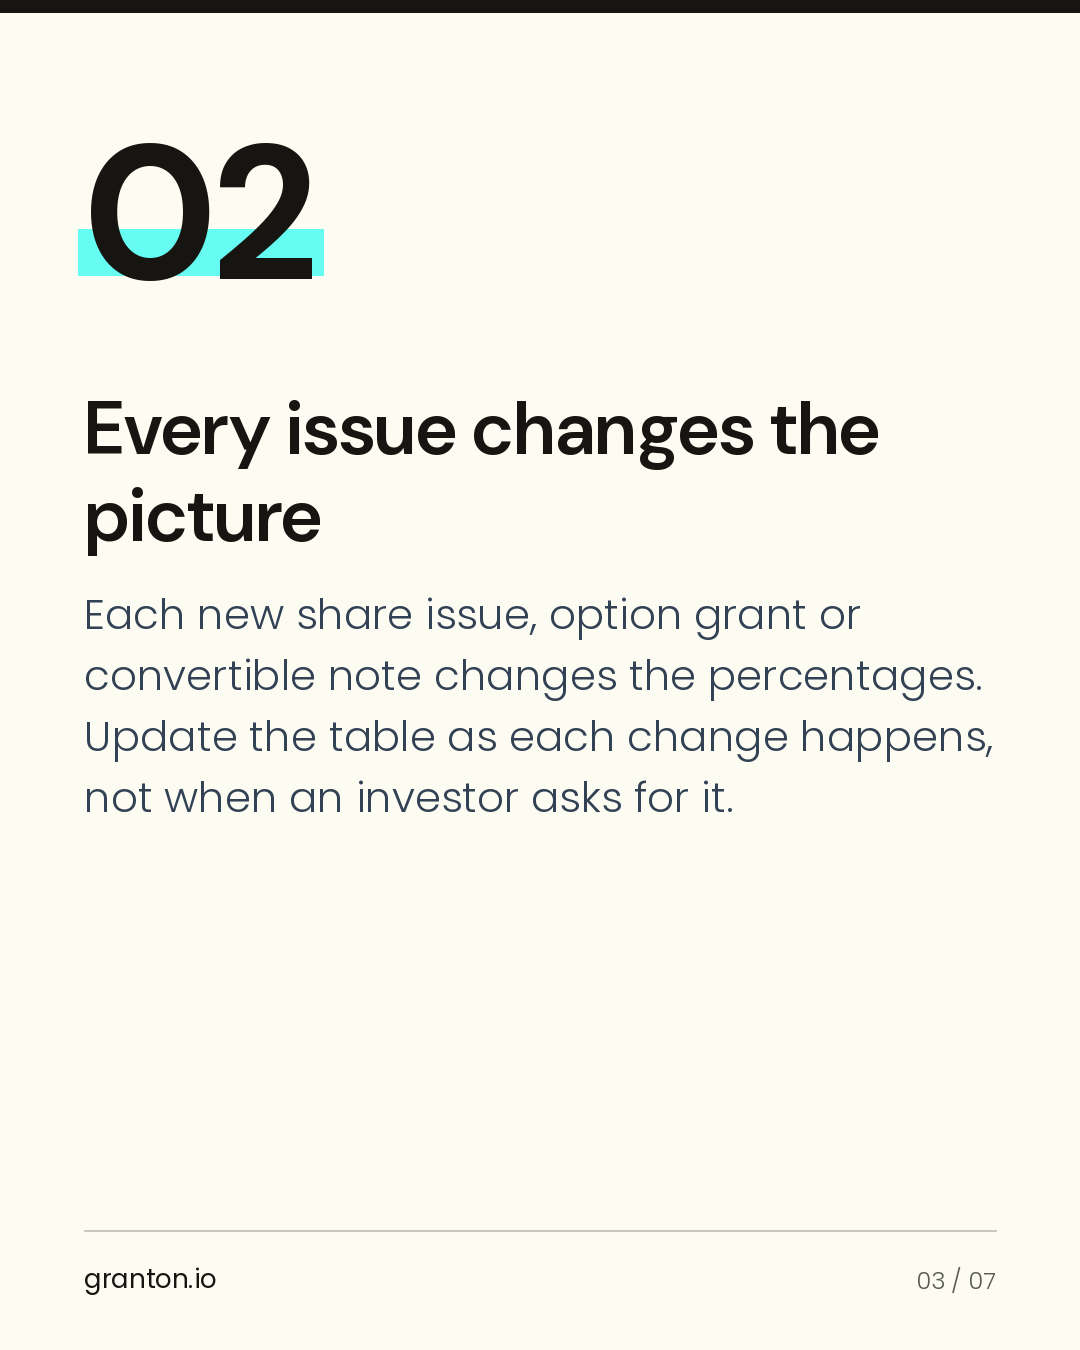 02
Every issue changes the
picture
Each new share issue, option grant or
convertible note changes the percentages.
Update the table as each change happens,
not when an investor asks for it.
granton.io
03 / 07